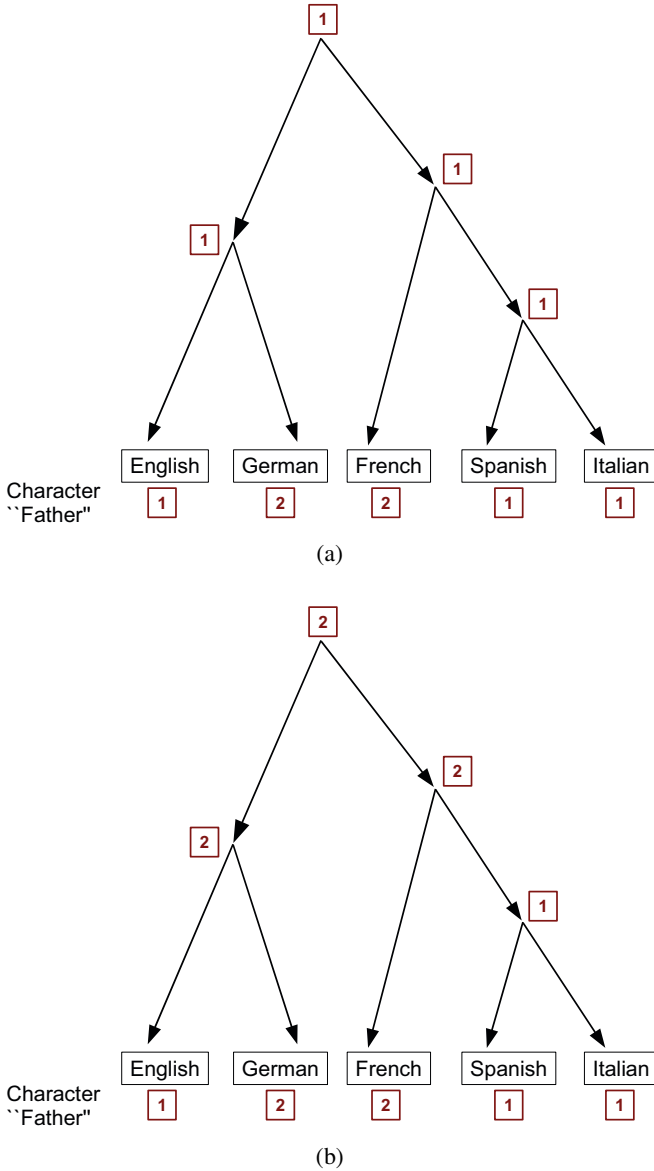 1
1
1
1
English German French Spanish Italian
Character
``Father"
1 2 2 1 1
(a)
2
2
2
1
English German French Spanish Italian
Character
``Father"
1 2 2 1 1
(b)